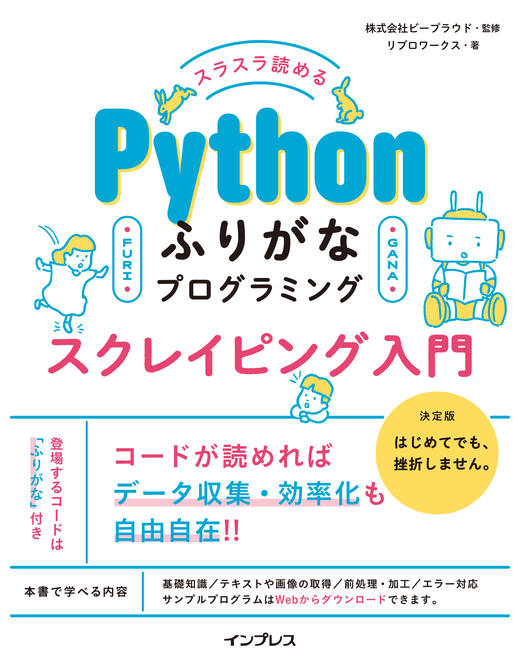 株式会社ビープラウド・監修
リブロワークス・著
スラスラ読める
Python
FURI
ふりがな
GANA
プログラミング
スクレイピング入門
決定版
はじめてでも、
挫折しません。
登場するコードは
「ふりがな」付き
コードが読めれば
データ収集・効率化も
自由自在!!
本書で学べる内容
基礎知識／テキストや画像の取得／前処理・加工／エラー対応
サンプルプログラムはWebからダウンロードできます。
インプレス